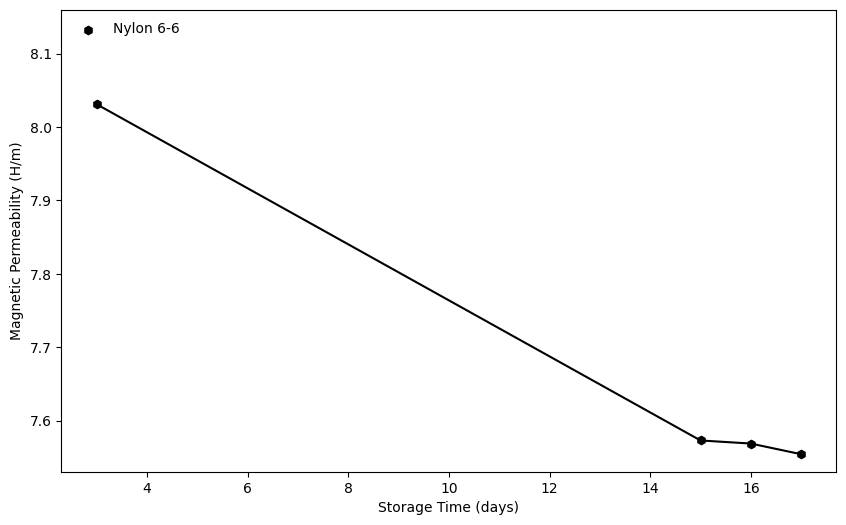 Nylon 6-6
8.1
8.0
7.9
7.8
7.7
7.6
Magnetic Permeability (H/m)
4 6 8 10 12 14 16
Storage Time (days)